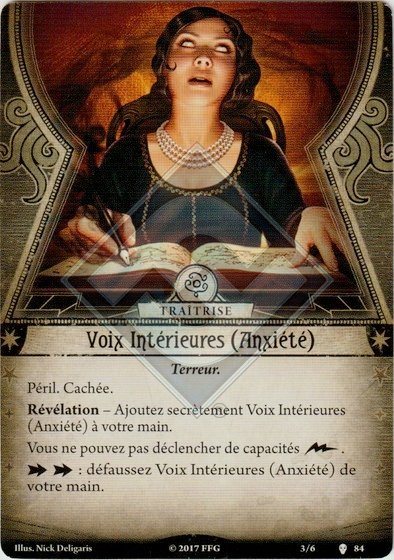 TRAÎTRISE
Voix Intérieures (Anxiété)
Terreur.
Péril. Cachée.
Révélation – Ajoutez secrètement Voix Intérieures
(Anxiété) à votre main.
Vous ne pouvez pas déclencher de capacités .
: défaussez Voix Intérieures (Anxiété) de
votre main.
Illus. Nick Deligaris © 2017 FFG 3/6 84